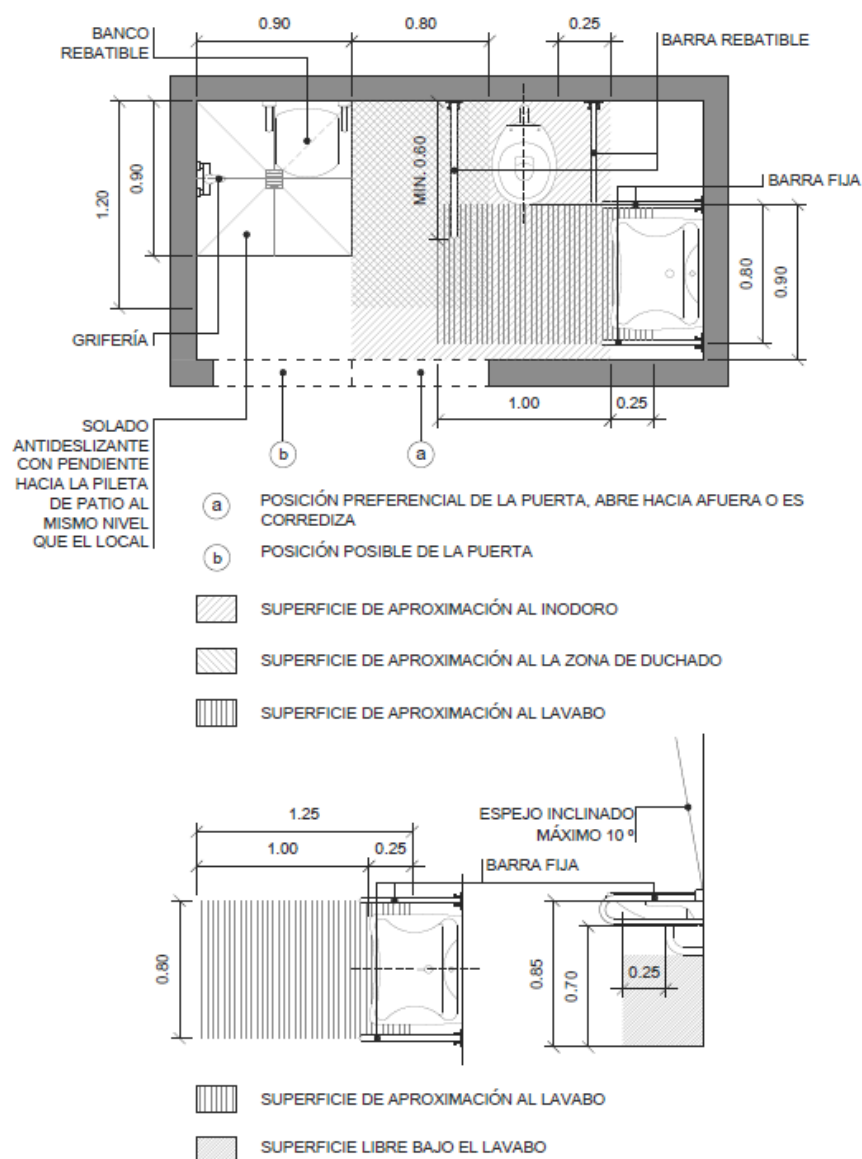 0.90
0.80
0.25
BANCO
REBATIBLE
BARRA REBATIBLE
1.20
0.90
MIN. 0.60
BARRA FIJA
0.80
0.90
GRIFERÍA
1.00
0.25
SOLADO
ANTIDESLIZANTE
CON PENDIENTE
HACIA LA PILETA
DE PATIO AL
MISMO NIVEL
QUE EL LOCAL
b
a
a POSICIÓN PREFERENCIAL DE LA PUERTA, ABRE HACIA AFUERA O ES
CORREDIZA
b POSICIÓN POSIBLE DE LA PUERTA
SUPERFICIE DE APROXIMACIÓN AL INODORO
SUPERFICIE DE APROXIMACIÓN AL LA ZONA DE DUCHADO
SUPERFICIE DE APROXIMACIÓN AL LAVABO
1.25
1.00
0.25
ESPEJO INCLINADO
MÁXIMO 10 º
BARRA FIJA
0.80
0.85
0.70
0.25
SUPERFICIE DE APROXIMACIÓN AL LAVABO
SUPERFICIE LIBRE BAJO EL LAVABO